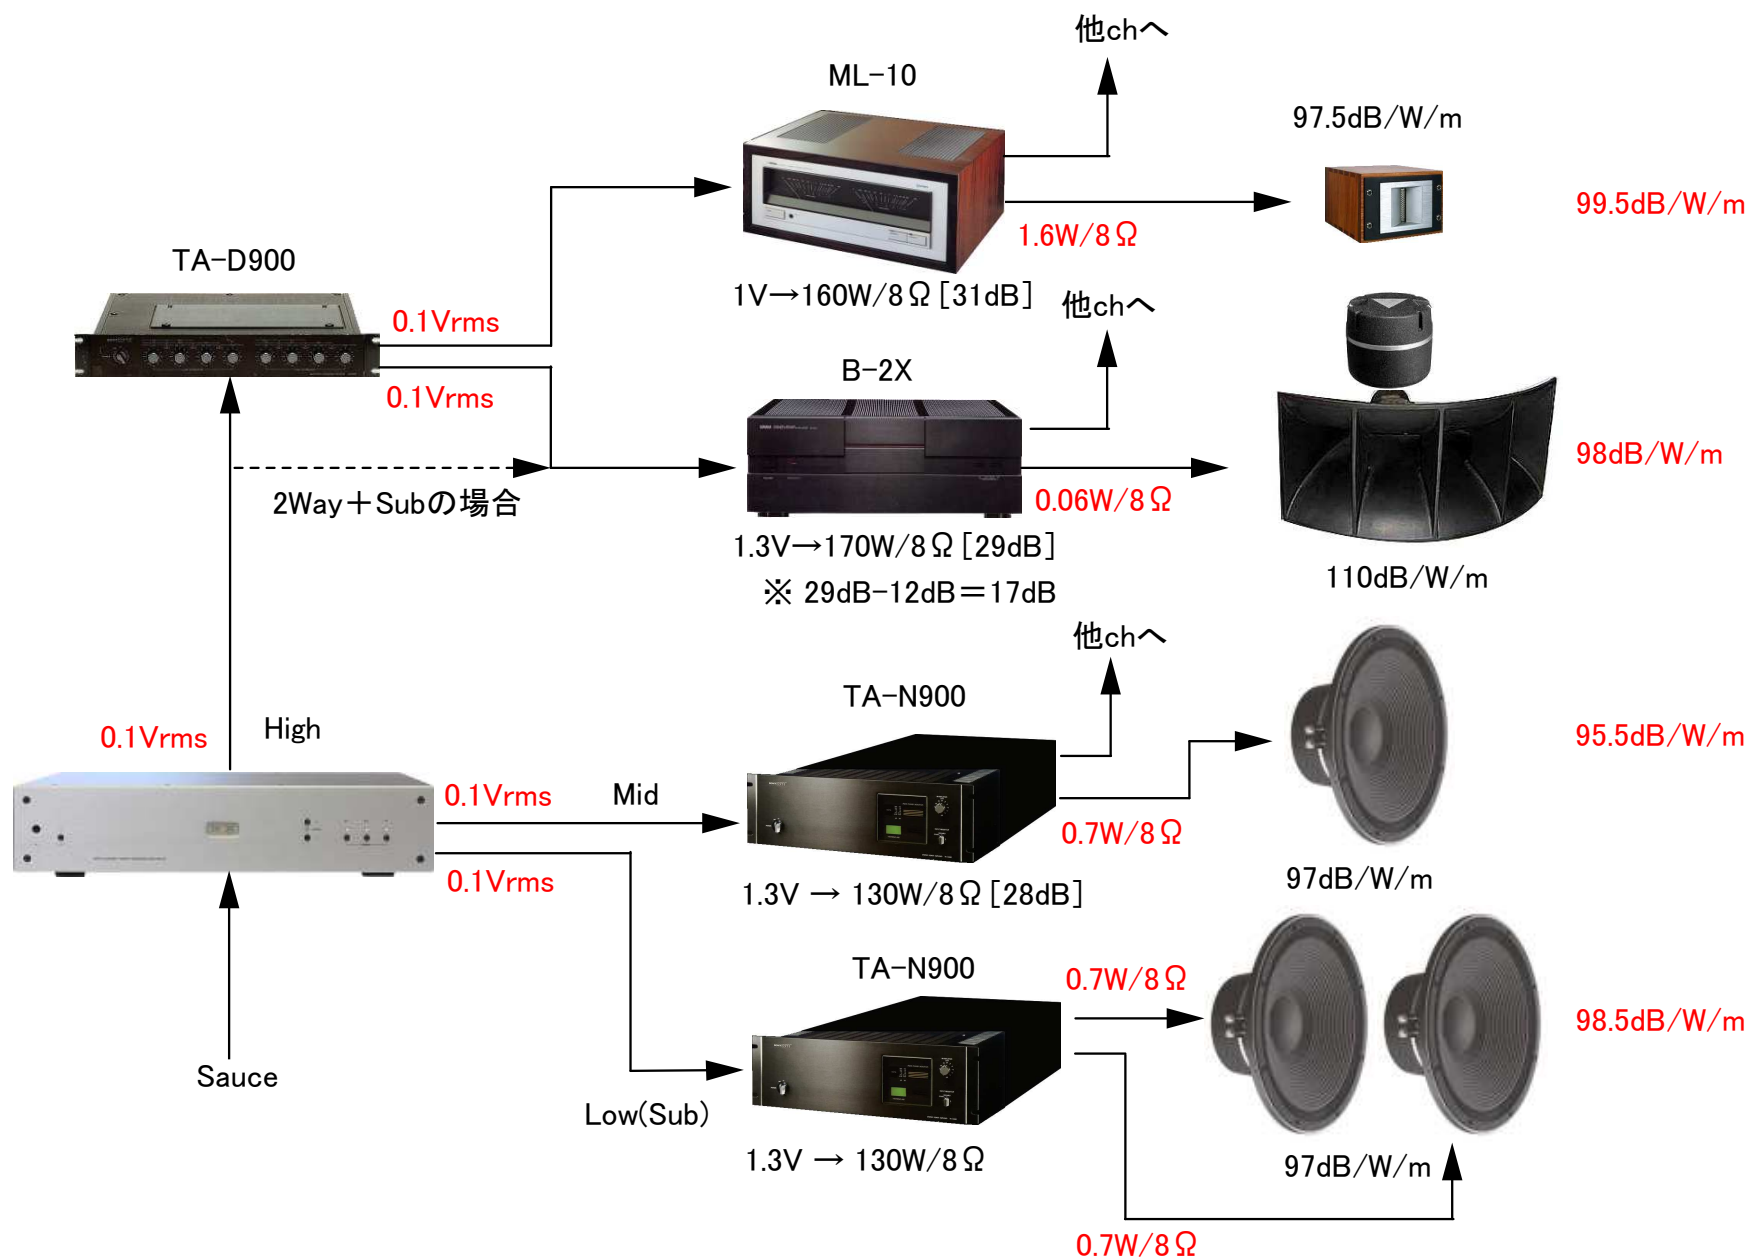 他chへ
ML-10
97.5dB/W/m
99.5dB/W/m
1.6W/8Ω
TA-D900
1V→160W/8Ω[31dB]
他chへ
0.1Vrms
B-2X
0.1Vrms
98dB/W/m
2Way+Subの場合
0.06W/8Ω
1.3V→170W/8Ω[29dB]
110dB/W/m
※ 29dB-12dB=17dB
他chへ
TA-N900
0.1Vrms
High
95.5dB/W/m
0.1Vrms
Mid
0.7W/8Ω
0.1Vrms
1.3V → 130W/8Ω[28dB]
97dB/W/m
TA-N900
0.7W/8Ω
98.5dB/W/m
Sauce
Low(Sub)
1.3V → 130W/8Ω
97dB/W/m
0.7W/8Ω